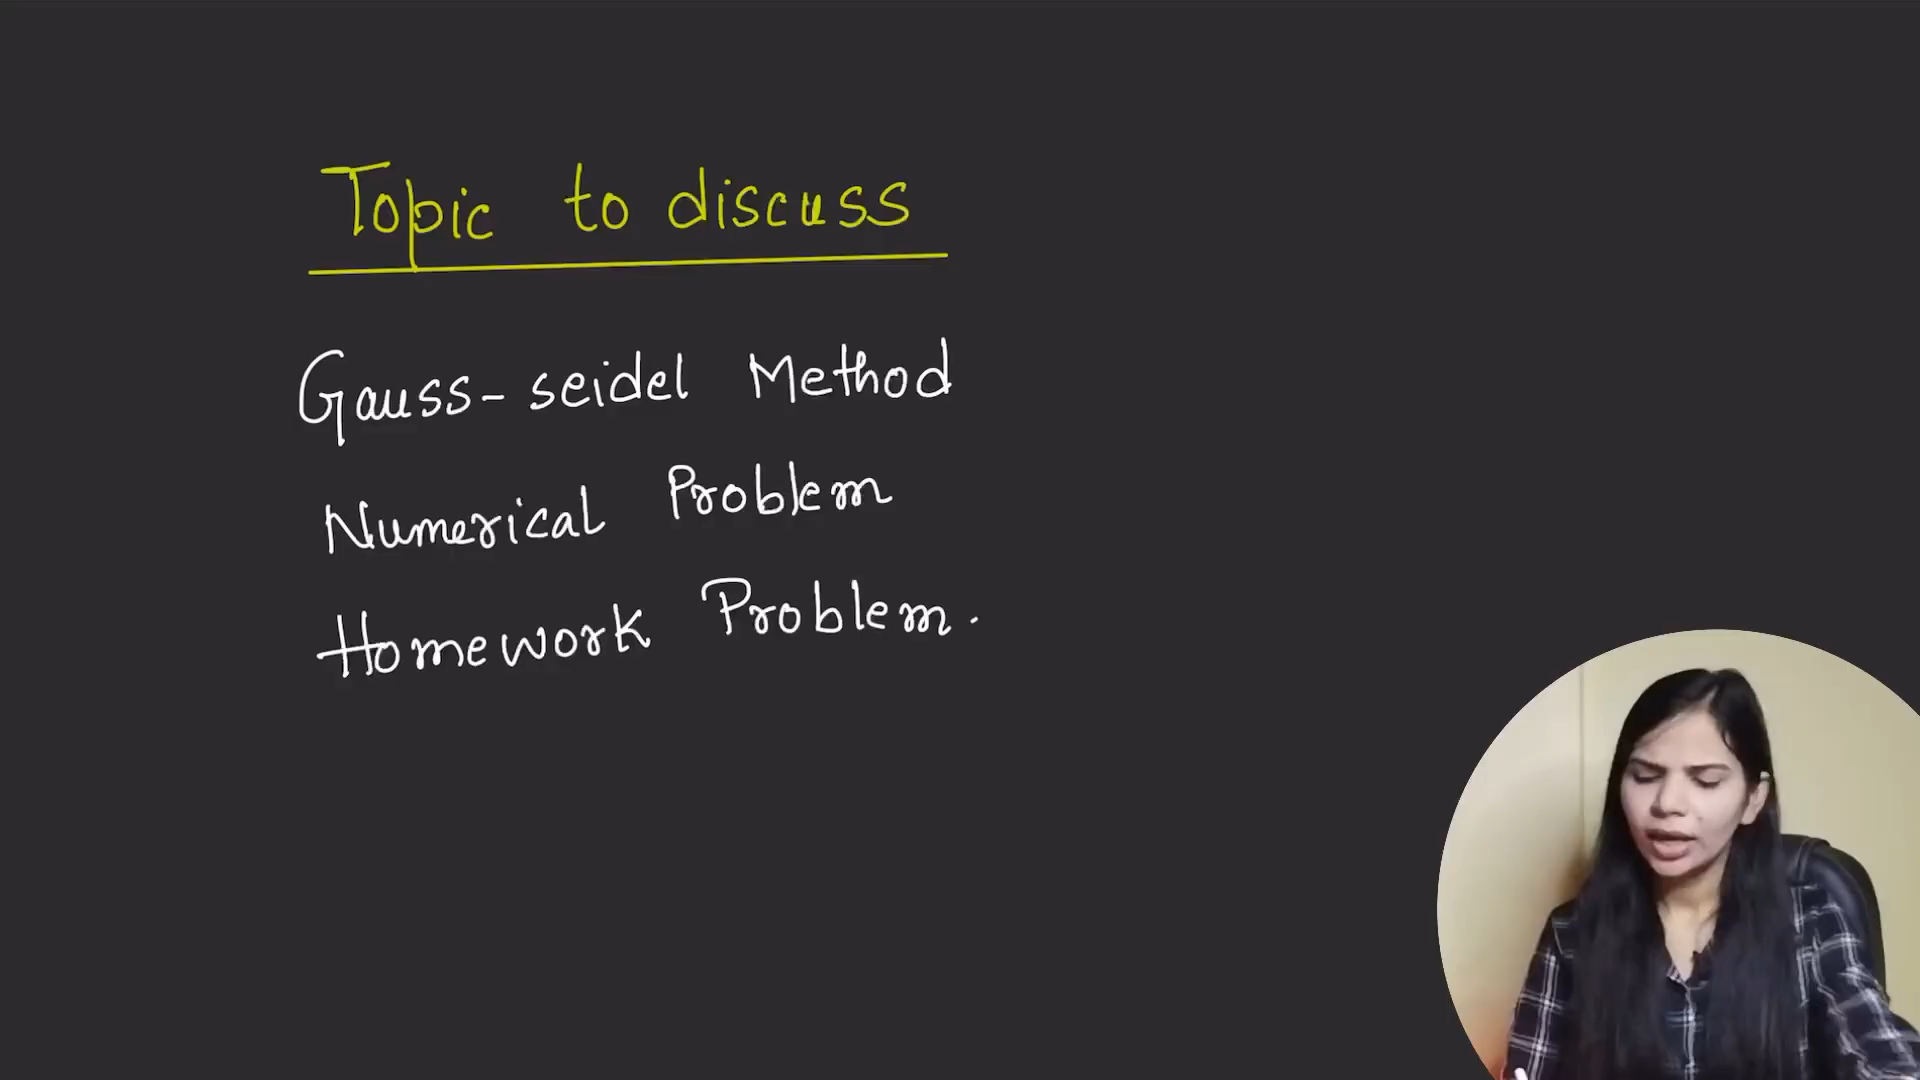 Topic to discuss
Gauss-seidel Method
Numerical Problem
Homework Problem.